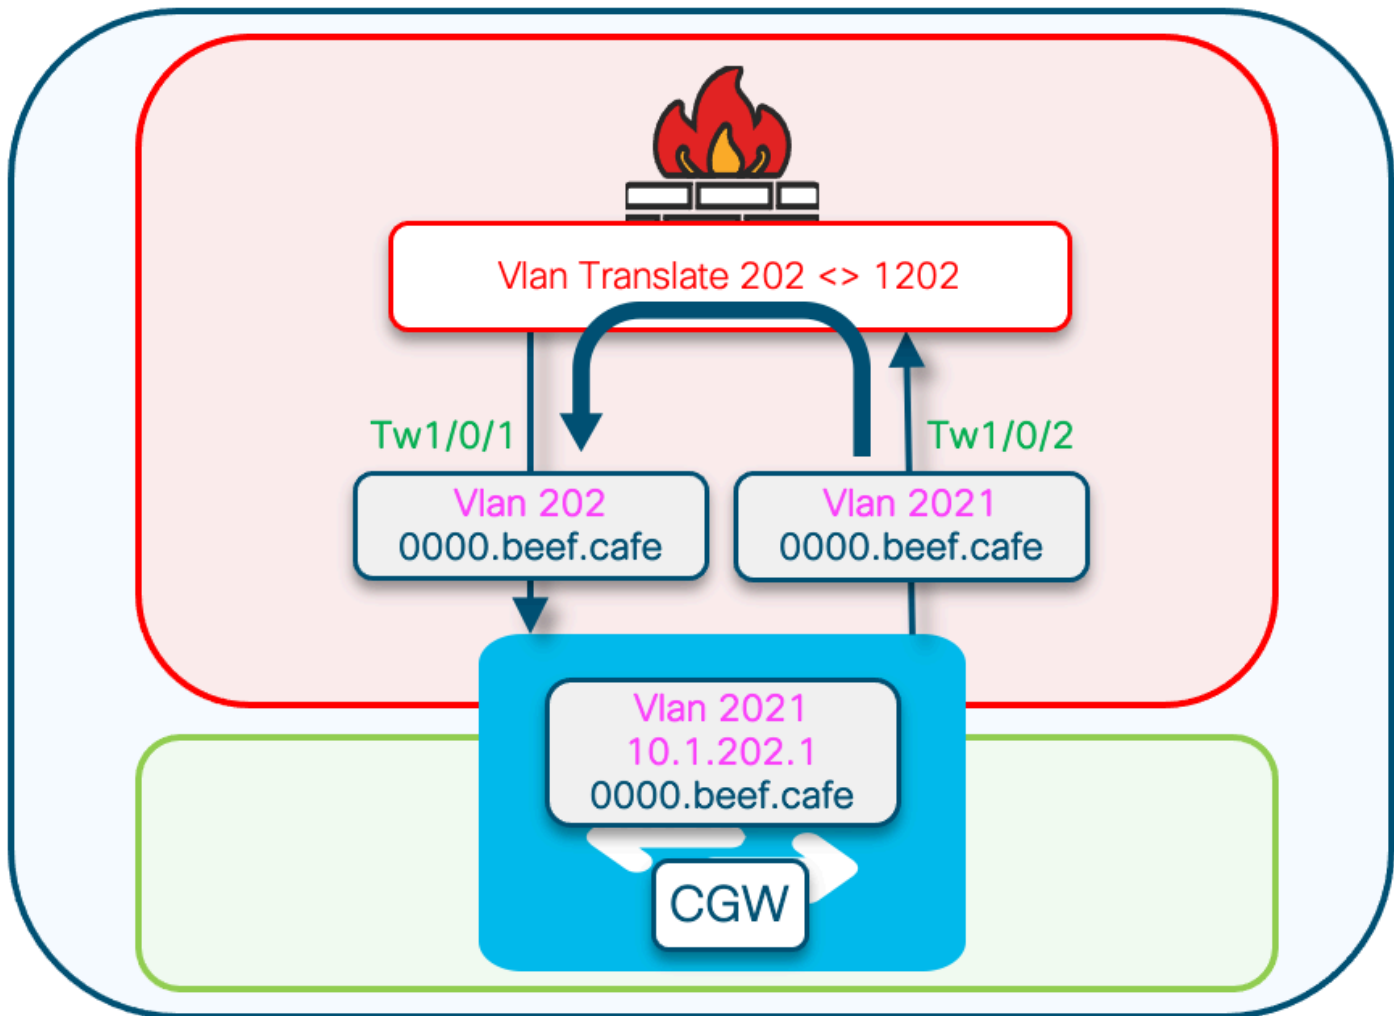 Vlan Translate 202 <> 1202
Tw1/0/1
Tw1/0/2
Vlan 202
0000.beef.cafe
Vlan 2021
0000.beef.cafe
Vlan 2021
10.1.202.1
0000.beef.cafe
CGW